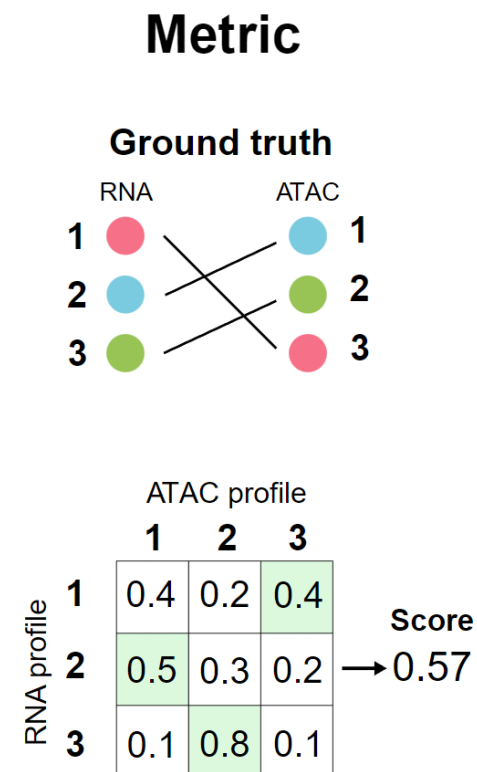 Metric
Ground truth
RNA ATAC
1 1
2 2
3 3
ATAC profile
1 2 3
RNA profile
1 0.4 0.2 0.4
2 0.5 0.3 0.2
3 0.1 0.8 0.1
Score
0.57